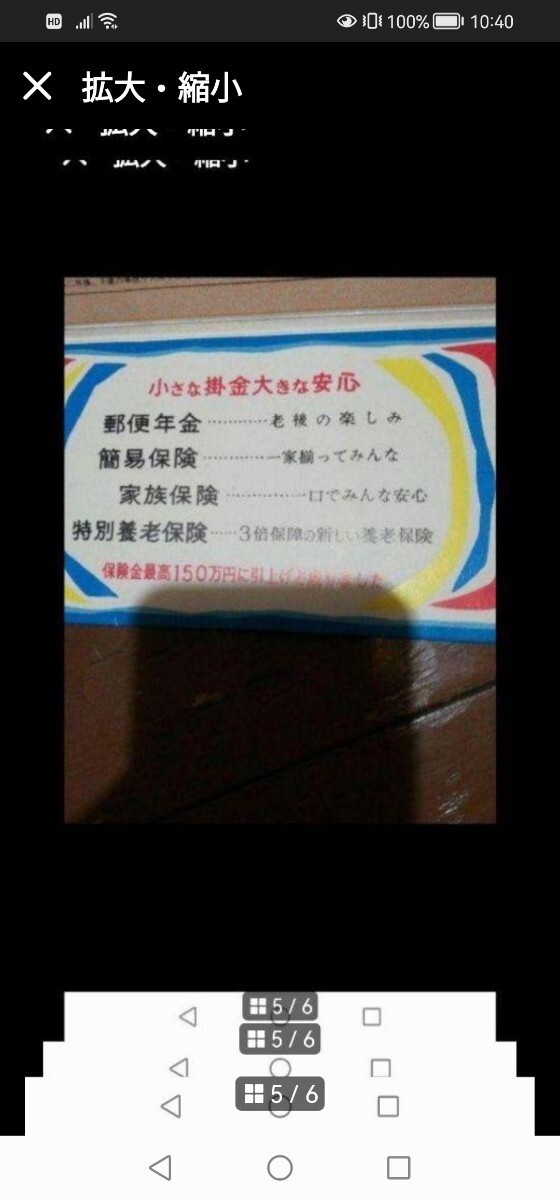 HD 100% 10:40
拡大・縮小
小さな掛金大きな安心
郵便年金…………老後の楽しみ
簡易保険…………一家揃ってみんな
家族保険…………一口でみんな安心
特別養老保険……3倍保障の新しい養老保険
保険金最高150万円に引上げと成りました
5/6
5/6
5/6